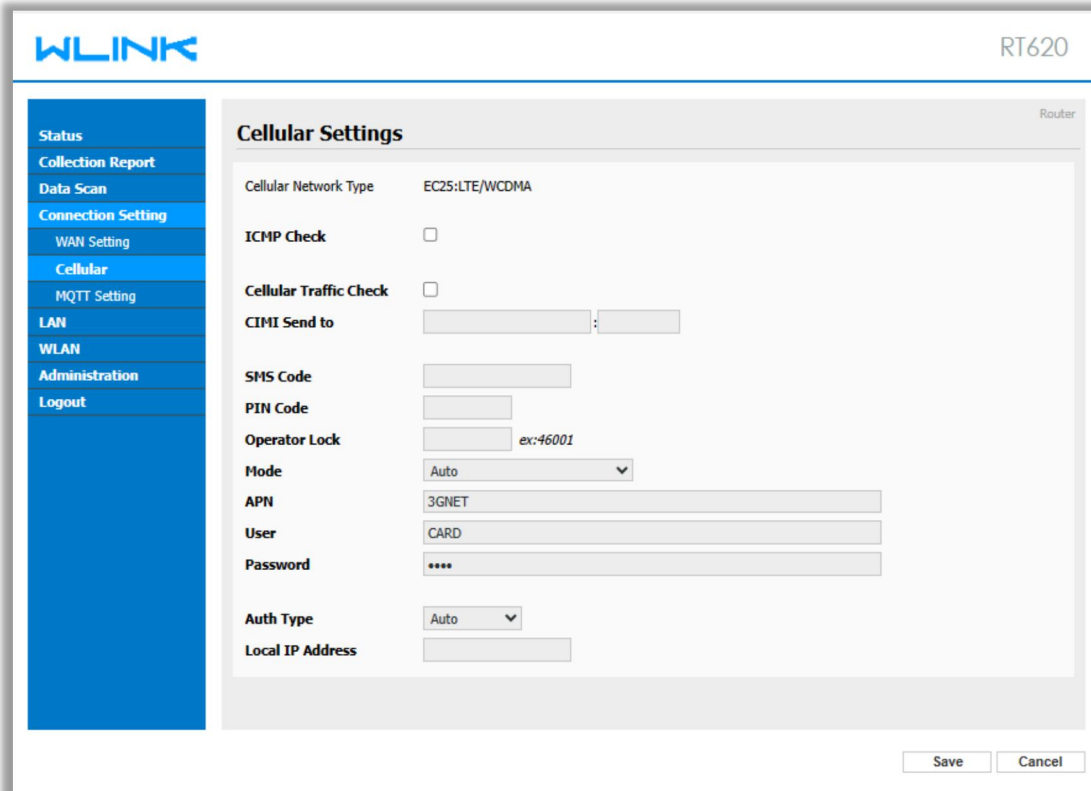 WLINK
RT620
Status
Collection Report
Data Scan
Connection Setting
WAN Setting
Cellular
MQTT Setting
LAN
WLAN
Administration
Logout
Router
Cellular Settings
Cellular Network Type EC25:LTE/WCDMA
ICMP Check
Cellular Traffic Check
CIMI Send to :
SMS Code
PIN Code
Operator Lock ex:46001
Mode Auto
APN 3GNET
User CARD
Password ••••
Auth Type Auto
Local IP Address
Save Cancel